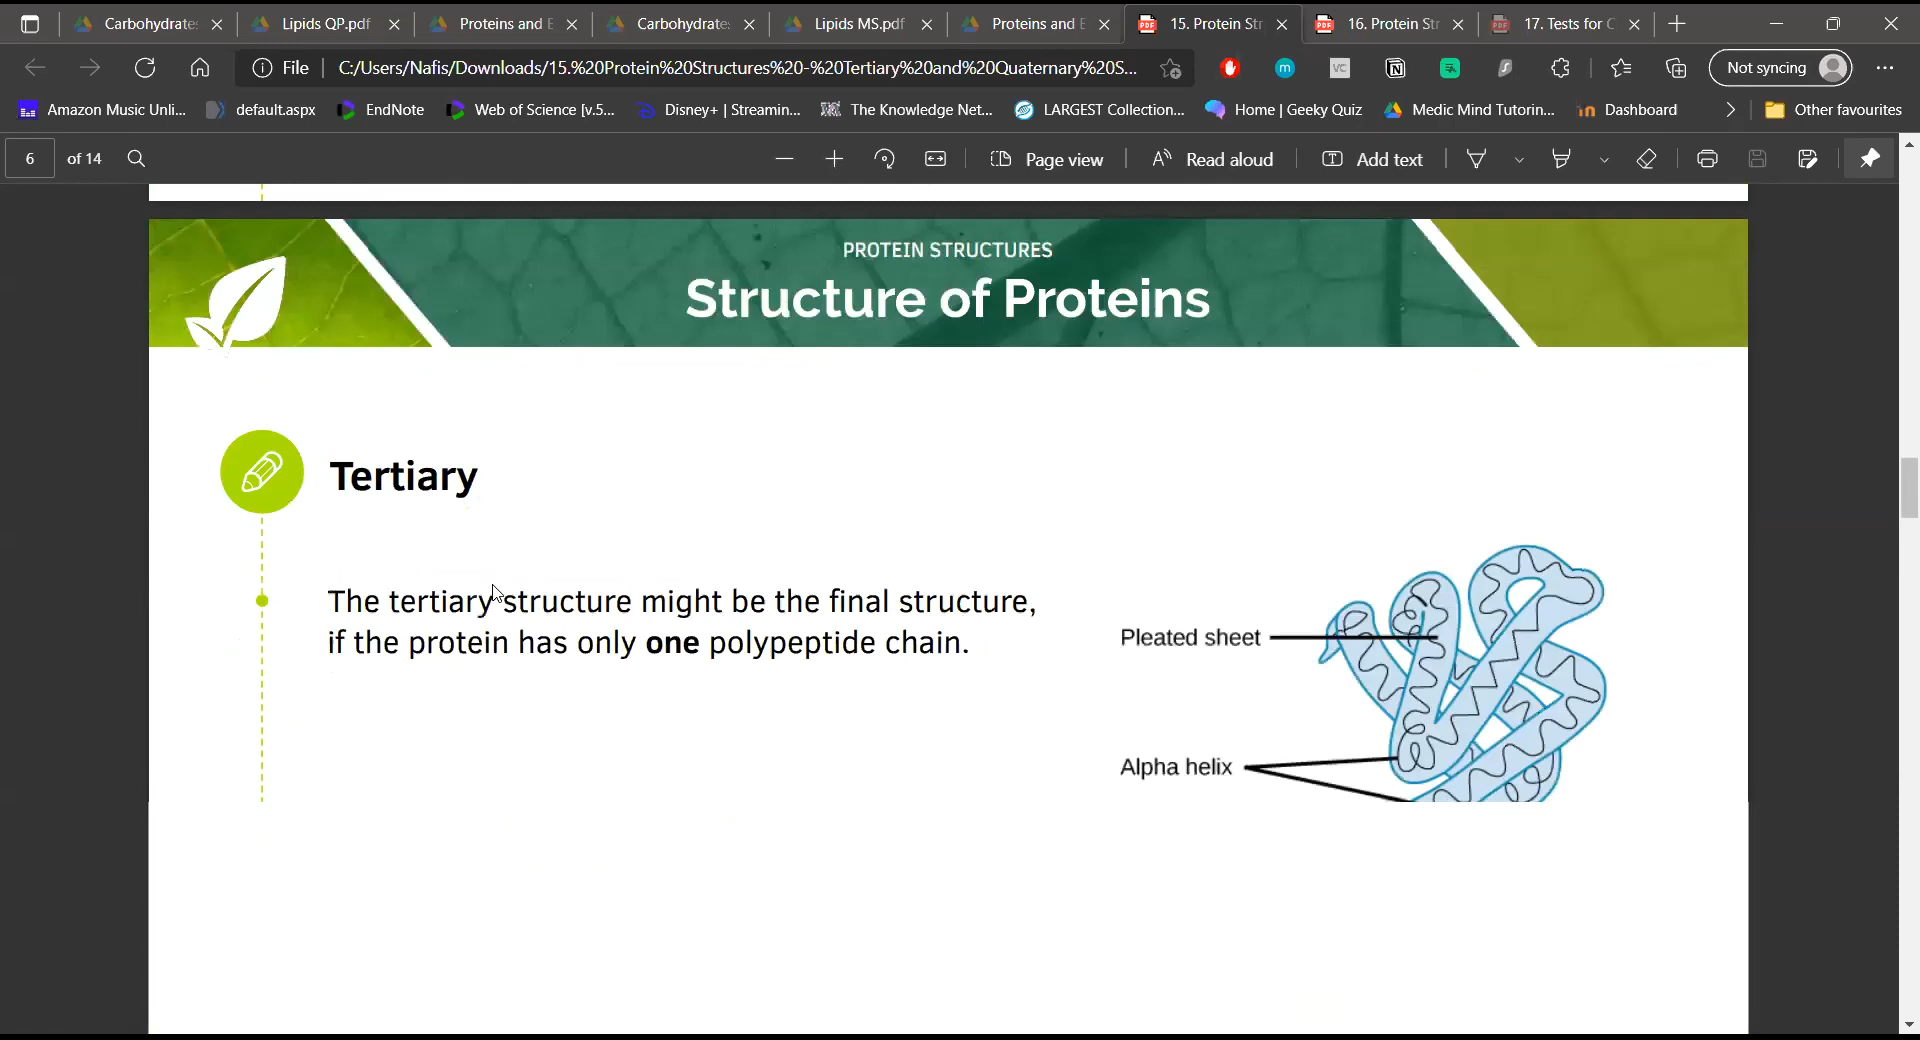 Carbohydrate:
Lipids QP.pdf
Proteins and E
Carbohydrate:
Lipids MS.pdf
Proteins and E
15. Protein Str
16. Protein Str
17. Tests for C
File
C:/Users/Nafis/Downloads/15.%20Protein%20Structures%20-%20Tertiary%20and%20Quaternary%20S...
Not syncing
Amazon Music Unli...
default.aspx
EndNote
Web of Science [v.5...
Disney+ | Streamin...
The Knowledge Net...
LARGEST Collection...
Home | Geeky Quiz
Medic Mind Tutorin...
Dashboard
Other favourites
6 of 14
Page view
Read aloud
Add text
PROTEIN STRUCTURES
Structure of Proteins
Tertiary
The tertiary structure might be the final structure,
if the protein has only one polypeptide chain.
Pleated sheet
Alpha helix